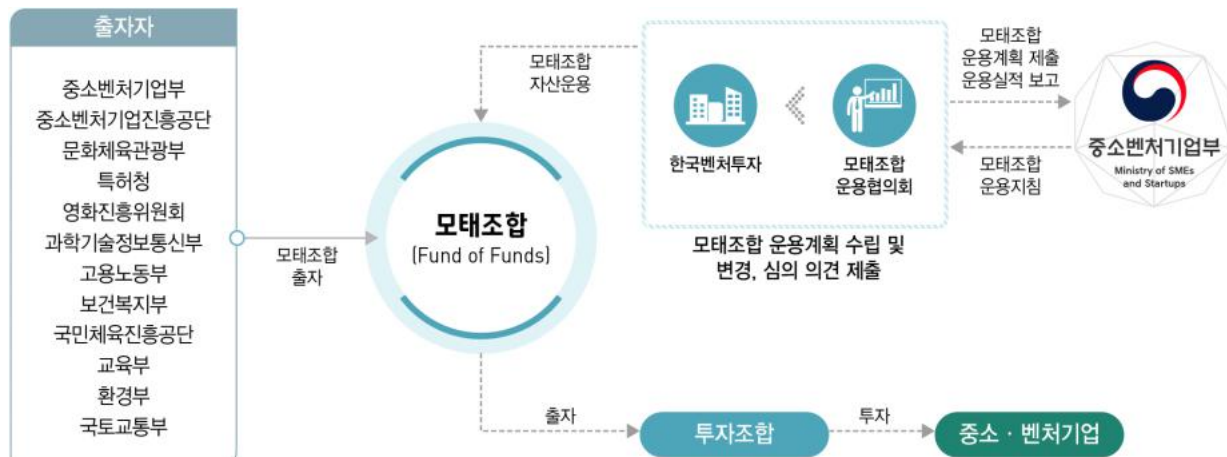 출자자
중소벤처기업부
중소벤처기업진흥공단
문화체육관광부
특허청
영화진흥위원회
과학기술정보통신부
고용노동부
보건복지부
국민체육진흥공단
교육부
환경부
국토교통부
모태조합
출자
모태조합
(Fund of Funds)
모태조합
자산운용
한국벤처투자
모태조합
운용협의회
모태조합 운용계획 수립 및
변경, 심의 의견 제출
모태조합
운용계획 제출
운용실적 보고
모태조합
운용지침
중소벤처기업부
Ministry of SMEs
and Startups
출자
투자조합
투자
중소 · 벤처기업